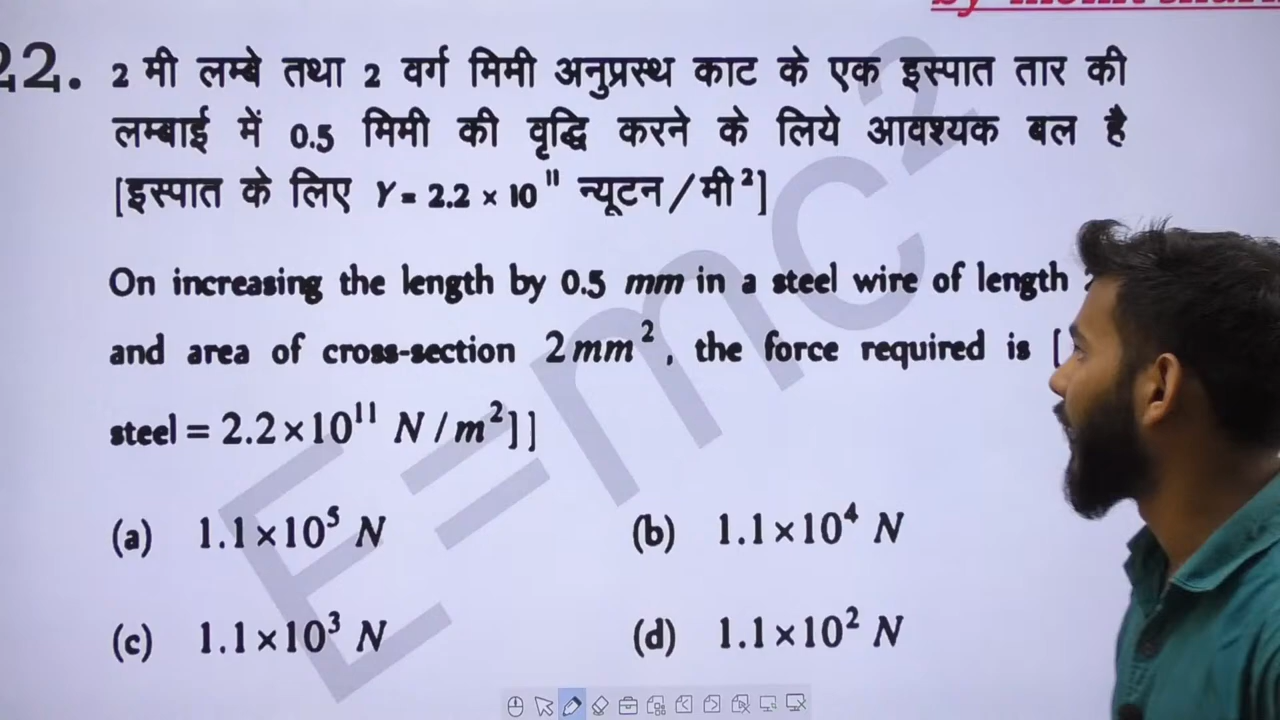 22. 2 मी लम्बे तथा 2 वर्ग मिमी अनुप्रस्थ काट के एक इस्पात तार की
लम्बाई में 0.5 मिमी की वृद्धि करने के लिये आवश्यक बल है
[इस्पात के लिए Y = 2.2 × 10¹¹ न्यूटन/मी²]
On increasing the length by 0.5 mm in a steel wire of length
and area of cross-section 2 mm², the force required is [
steel = 2.2×10¹¹ N/m²]]
(a) 1.1×10⁵ N (b) 1.1×10⁴ N
(c) 1.1×10³ N (d) 1.1×10² N
E=mc²